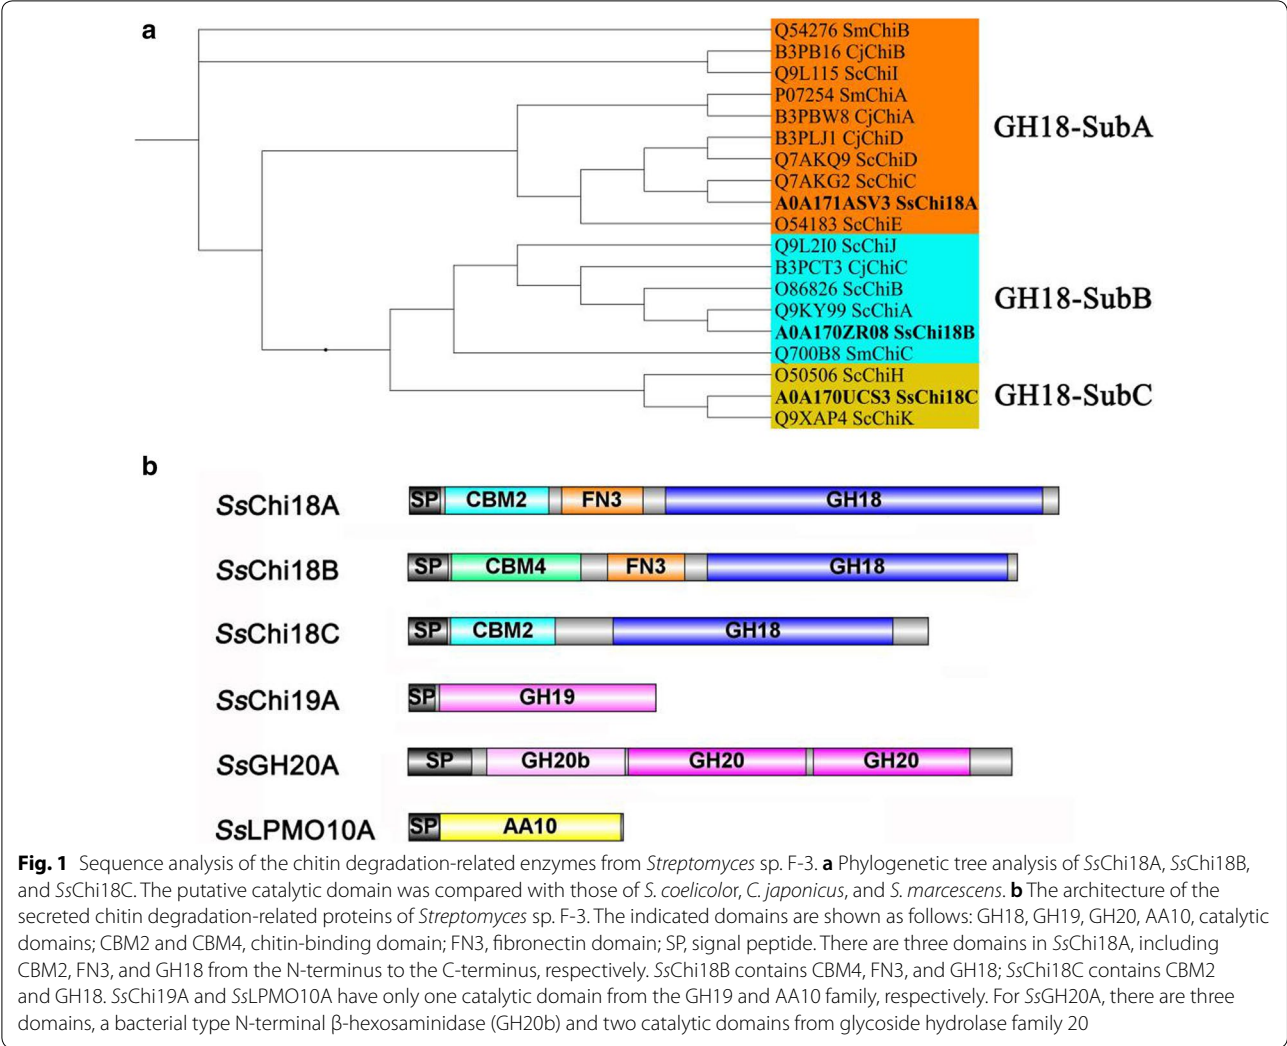 a
Q54276 SmChiB
B3PB16 CjChiB
Q9L115 ScChiI
P07254 SmChiA
B3PBW8 CjChiA
B3PLJ1 CjChiD
Q7AKQ9 ScChiD
Q7AKG2 ScChiC
A0A171ASV3 SsChi18A
O54183 ScChiE
GH18-SubA
Q9L2I0 ScChiJ
B3PCT3 CjChiC
O86826 ScChiB
Q9KY99 ScChiA
A0A170ZR08 SsChi18B
Q700B8 SmChiC
GH18-SubB
O50506 ScChiH
A0A170UCS3 SsChi18C
Q9XAP4 ScChiK
GH18-SubC
b
SsChi18A SP CBM2 FN3 GH18
SsChi18B SP CBM4 FN3 GH18
SsChi18C SP CBM2 GH18
SsChi19A SP GH19
SsGH20A SP GH20b GH20 GH20
SsLPMO10A SP AA10
Fig. 1 Sequence analysis of the chitin degradation-related enzymes from Streptomyces sp. F-3. a Phylogenetic tree analysis of SsChi18A, SsChi18B,
and SsChi18C. The putative catalytic domain was compared with those of S. coelicolor, C. japonicus, and S. marcescens. b The architecture of the
secreted chitin degradation-related proteins of Streptomyces sp. F-3. The indicated domains are shown as follows: GH18, GH19, GH20, AA10, catalytic
domains; CBM2 and CBM4, chitin-binding domain; FN3, fibronectin domain; SP, signal peptide. There are three domains in SsChi18A, including
CBM2, FN3, and GH18 from the N-terminus to the C-terminus, respectively. SsChi18B contains CBM4, FN3, and GH18; SsChi18C contains CBM2
and GH18. SsChi19A and SsLPMO10A have only one catalytic domain from the GH19 and AA10 family, respectively. For SsGH20A, there are three
domains, a bacterial type N-terminal β-hexosaminidase (GH20b) and two catalytic domains from glycoside hydrolase family 20